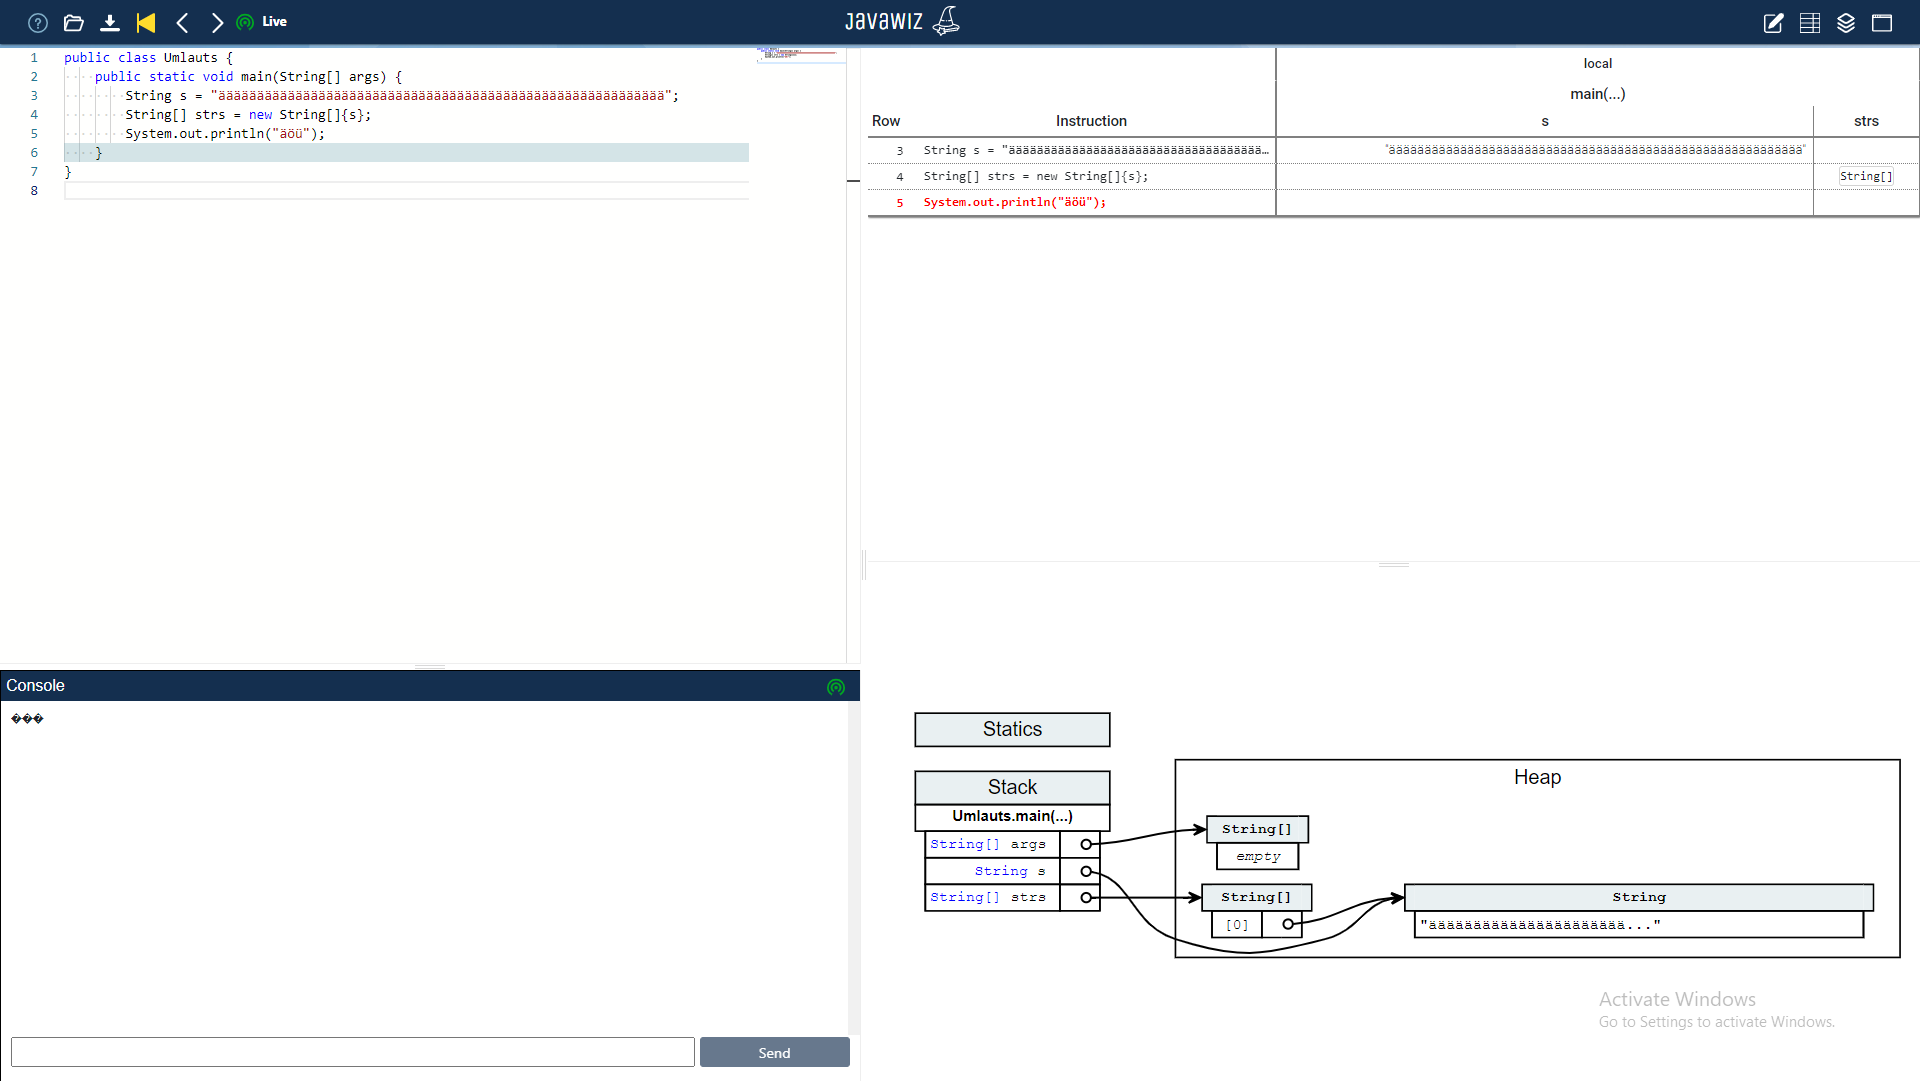 Live
JavaWIZ
1 public class Umlauts {
2 public static void main(String[] args) {
3 String s = "ääääääääääääääääääääääääääääääääääääääääääääääääääääääääää";
4 String[] strs = new String[]{s};
5 System.out.println("äöü");
6 }
7 }
8
local
main(...)
Row Instruction s strs
3 String s = "ääääääääääääääääääääääääääääääääääää… "ääääääääääääääääääääääääääääääääääääääääääääääääääääääääää"
4 String[] strs = new String[]{s}; String[]
5 System.out.println("äöü");
Console
���
Send
Statics
Stack
Umlauts.main(...)
String[] args
String s
String[] strs
Heap
String[]
empty
String[]
[0]
String
"ääääääääääääääääääääää..."
Activate Windows
Go to Settings to activate Windows.